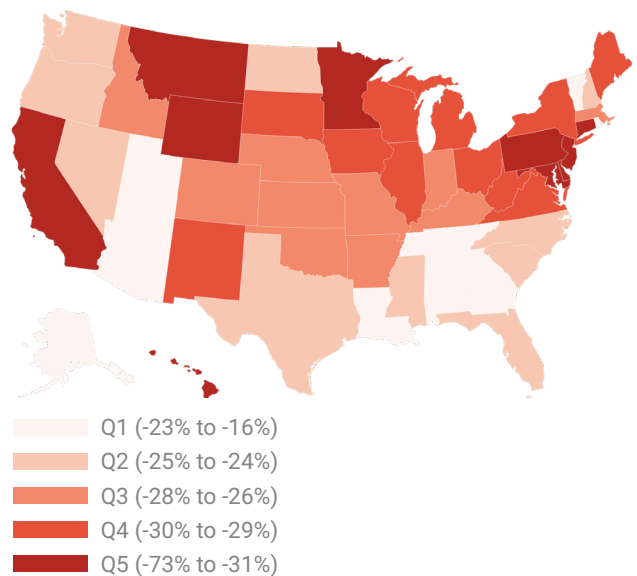 Q1 (-23% to -16%)
Q2 (-25% to -24%)
Q3 (-28% to -26%)
Q4 (-30% to -29%)
Q5 (-73% to -31%)